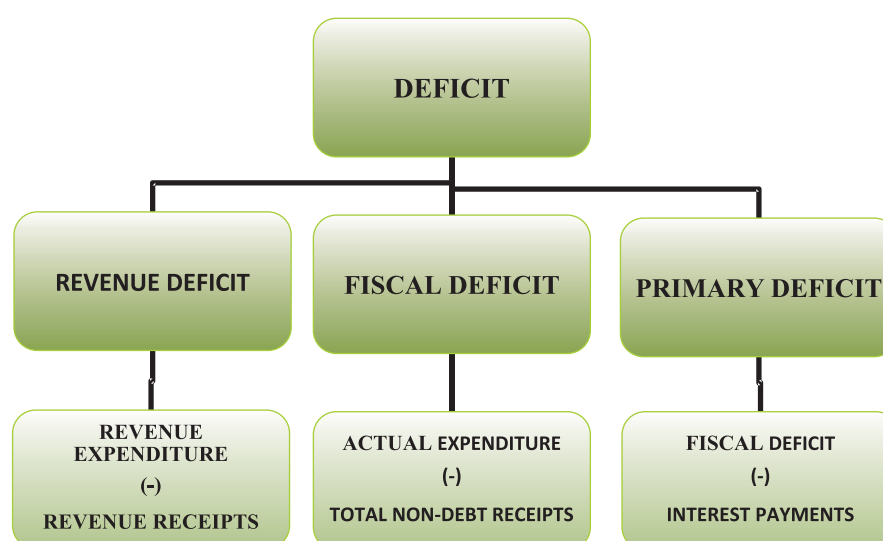 DEFICIT
REVENUE DEFICIT
FISCAL DEFICIT
PRIMARY DEFICIT
REVENUE
EXPENDITURE
(-)
REVENUE RECEIPTS
ACTUAL EXPENDITURE
(-)
TOTAL NON-DEBT RECEIPTS
FISCAL DEFICIT
(-)
INTEREST PAYMENTS